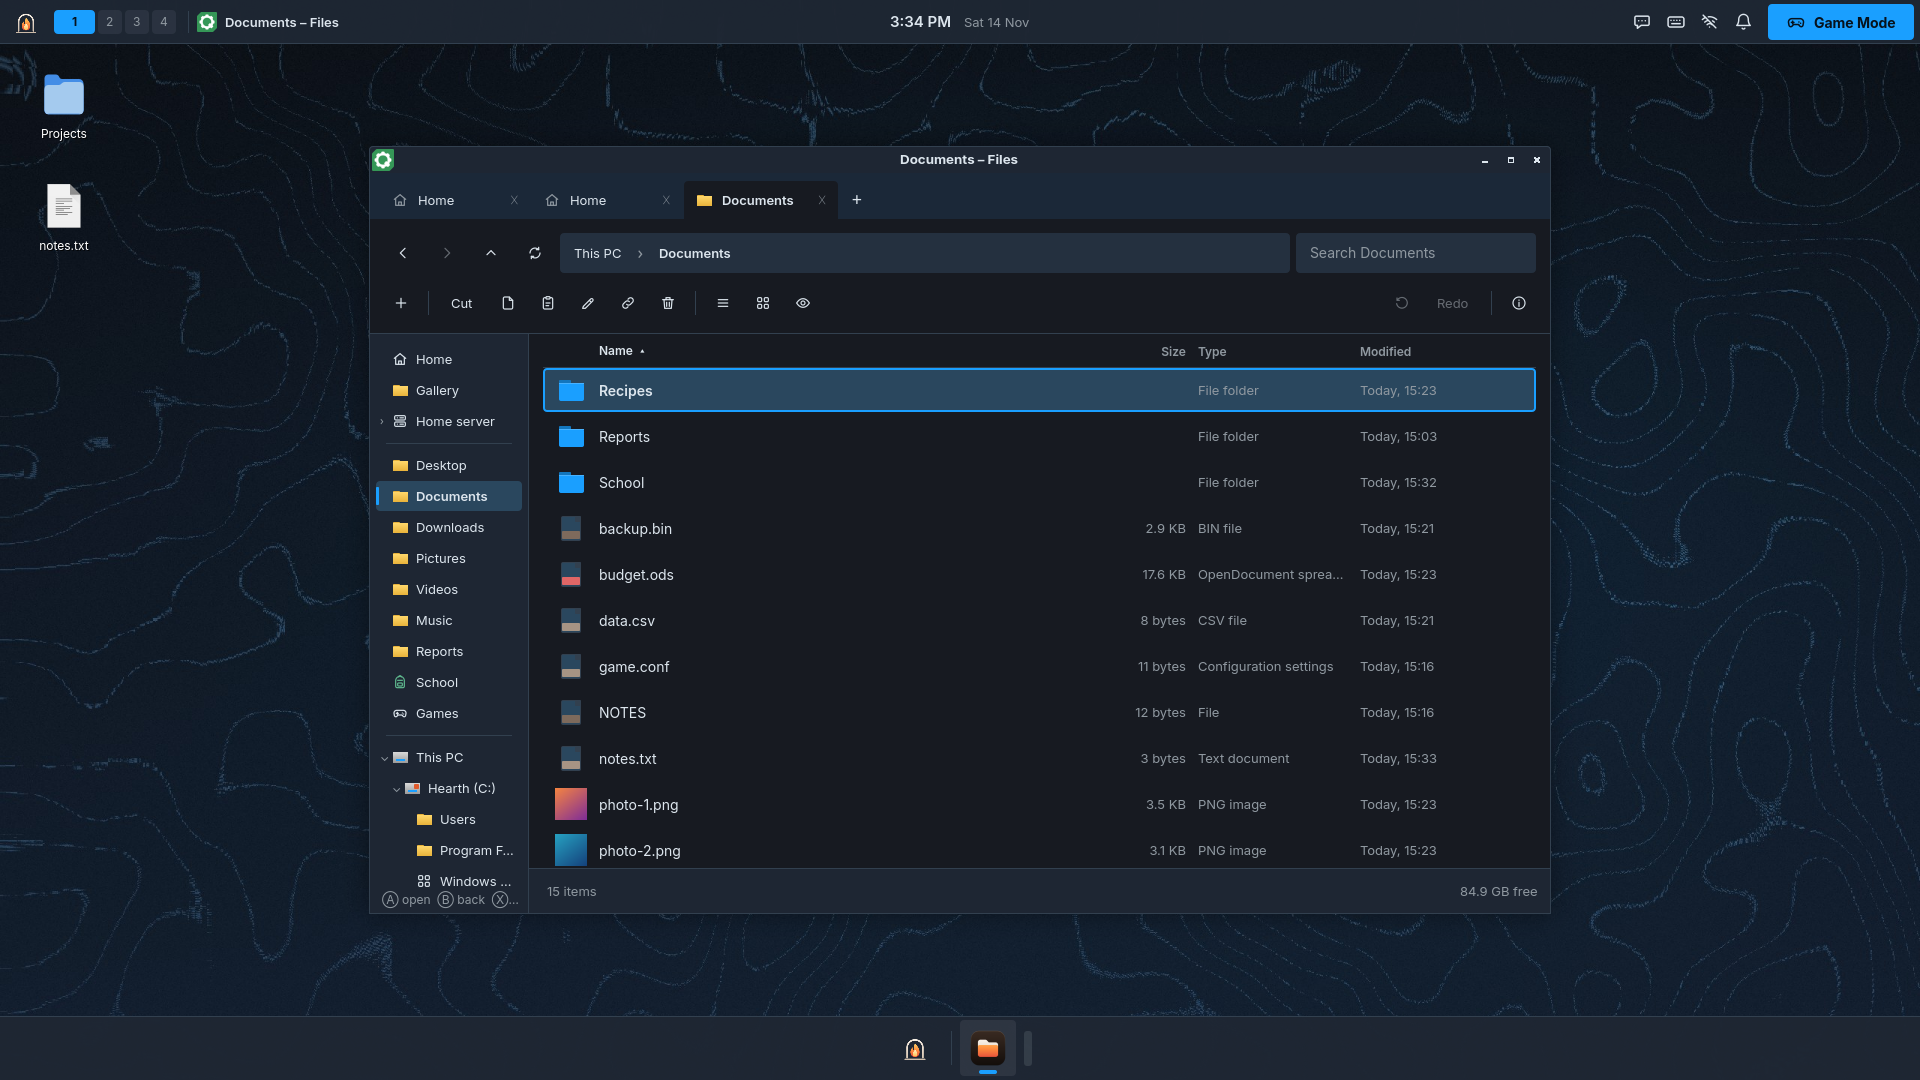 1 2 3 4 Documents – Files 3:34 PM Sat 14 Nov Game Mode
Projects
notes.txt
Documents – Files
Home X Home X Documents X +
This PC › Documents Search Documents
Cut Redo
Home
Gallery
Home server
Desktop
Documents
Downloads
Pictures
Videos
Music
Reports
School
Games
This PC
Hearth (C:)
Users
Program F...
Windows ...
A open B back X...
Name Size Type Modified
Recipes File folder Today, 15:23
Reports File folder Today, 15:03
School File folder Today, 15:32
backup.bin 2.9 KB BIN file Today, 15:21
budget.ods 17.6 KB OpenDocument sprea... Today, 15:23
data.csv 8 bytes CSV file Today, 15:21
game.conf 11 bytes Configuration settings Today, 15:16
NOTES 12 bytes File Today, 15:16
notes.txt 3 bytes Text document Today, 15:33
photo-1.png 3.5 KB PNG image Today, 15:23
photo-2.png 3.1 KB PNG image Today, 15:23
15 items 84.9 GB free